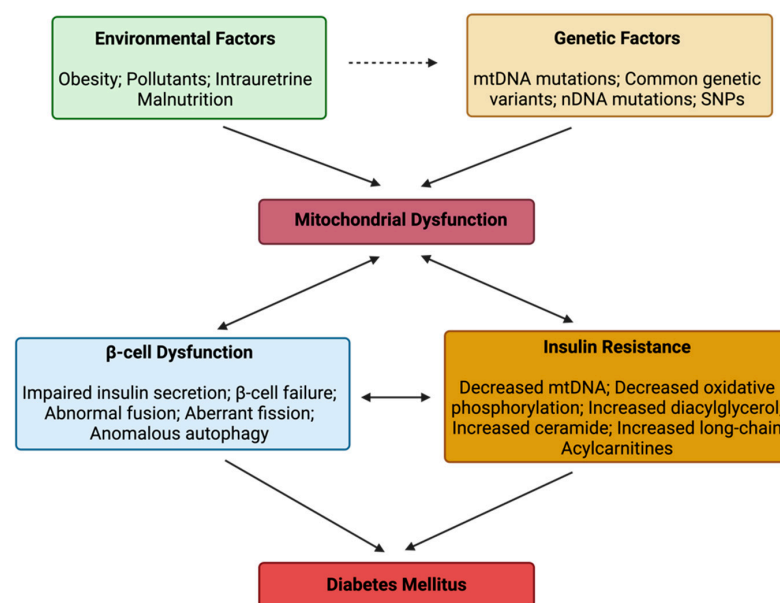 Environmental Factors
Obesity; Pollutants; Intrauretrine
Malnutrition
Genetic Factors
mtDNA mutations; Common genetic
variants; nDNA mutations; SNPs
Mitochondrial Dysfunction
β-cell Dysfunction
Impaired insulin secretion; β-cell failure;
Abnormal fusion; Aberrant fission;
Anomalous autophagy
Insulin Resistance
Decreased mtDNA; Decreased oxidative
phosphorylation; Increased diacylglycerol;
Increased ceramide; Increased long-chain
Acylcarnitines
Diabetes Mellitus